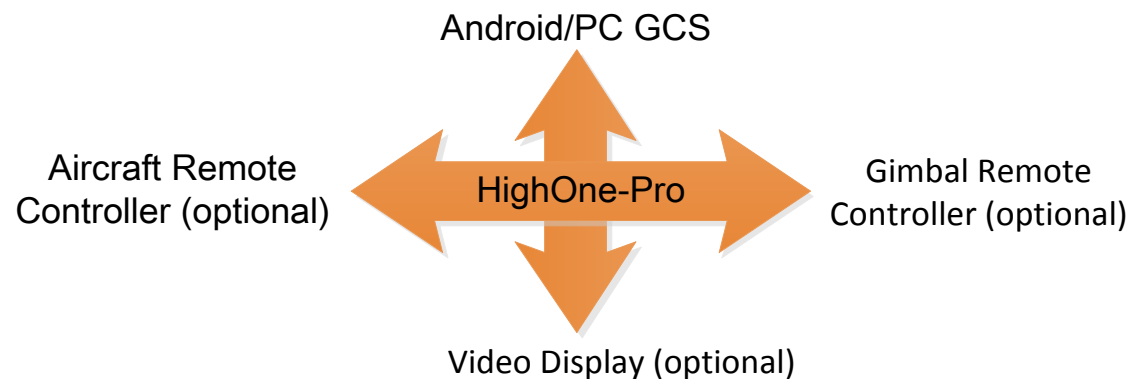 Android/PC GCS
Aircraft Remote
Controller (optional)
HighOne-Pro
Gimbal Remote
Controller (optional)
Video Display (optional)